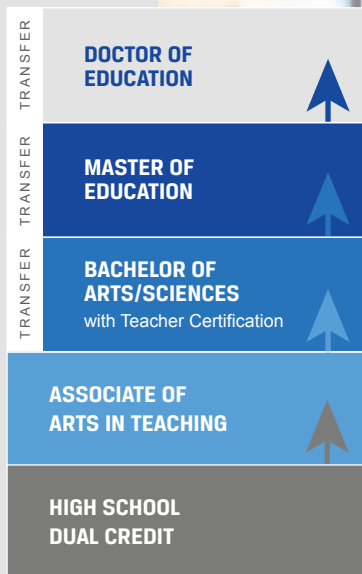 TRANSFER
DOCTOR OF
EDUCATION
TRANSFER
MASTER OF
EDUCATION
TRANSFER
BACHELOR OF
ARTS/SCIENCES
with Teacher Certification
ASSOCIATE OF
ARTS IN TEACHING
HIGH SCHOOL
DUAL CREDIT